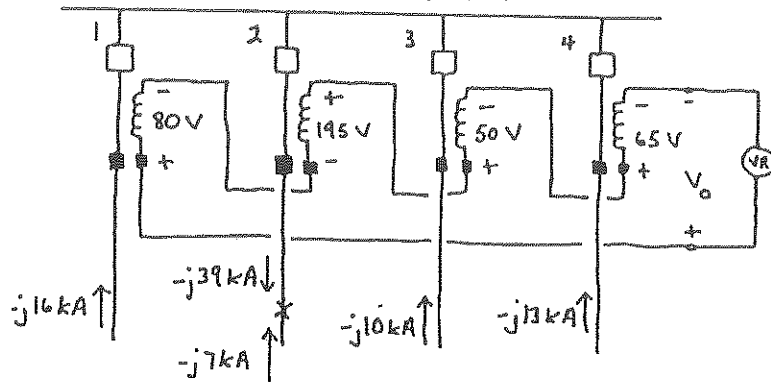 1 2 3 4
- + - - -
80 V 195 V 50 V 65 V VR
+ - + + V₀
+
-j39kA
-j16kA -j10kA -j13kA
-j7kA